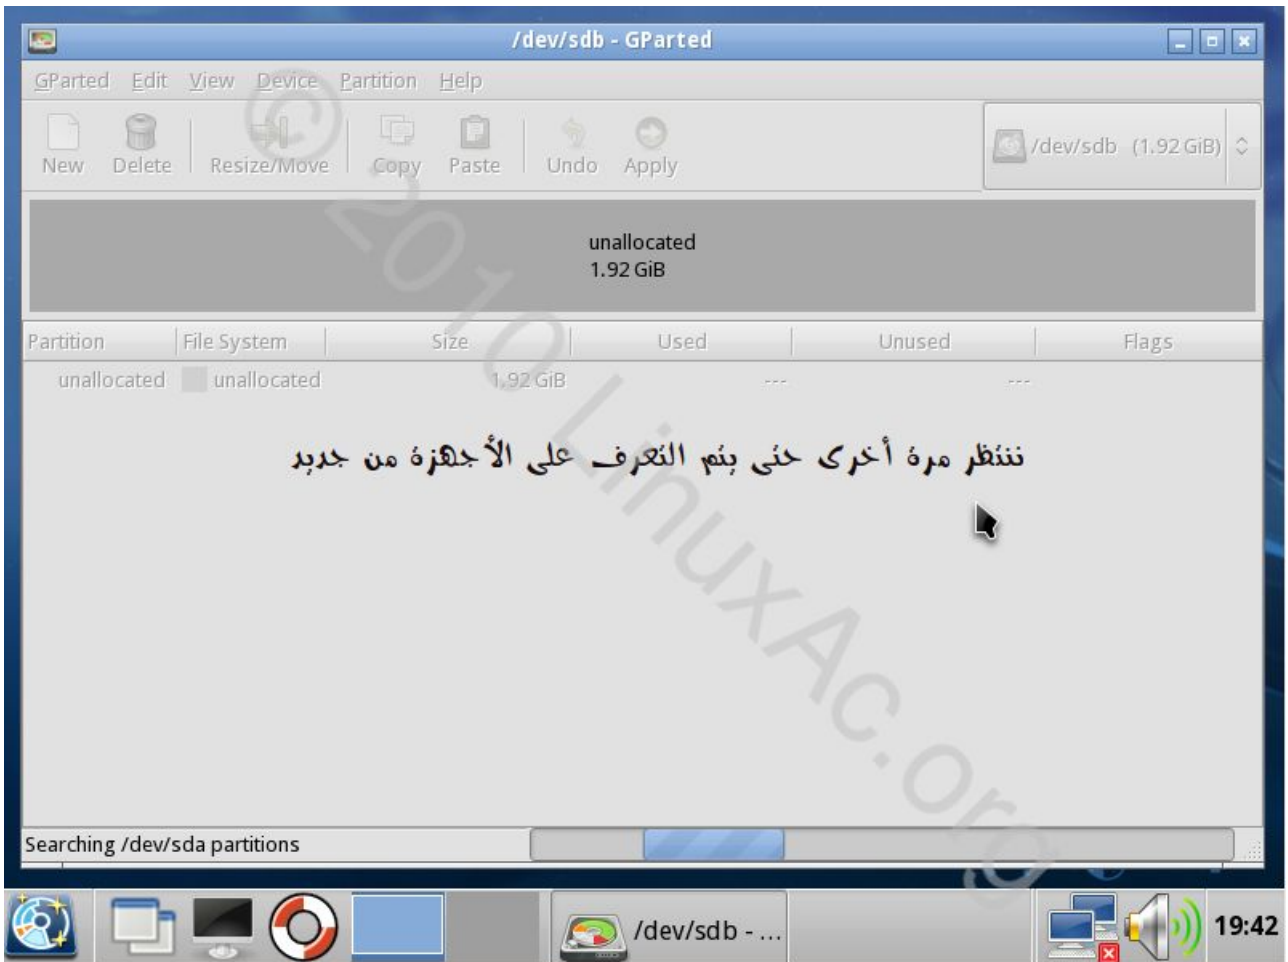 /dev/sdb - GParted
GParted Edit View Device Partition Help
New Delete Resize/Move Copy Paste Undo Apply /dev/sdb (1.92 GiB)
unallocated
1.92 GiB
Partition File System Size Used Unused Flags
unallocated unallocated 1.92 GiB --- ---
ننتظر مرة أخرى حتى يتم التعرف على الأجهزة من جديد
Searching /dev/sda partitions
/dev/sdb - ... 19:42
© 2010 LinuxAc.org